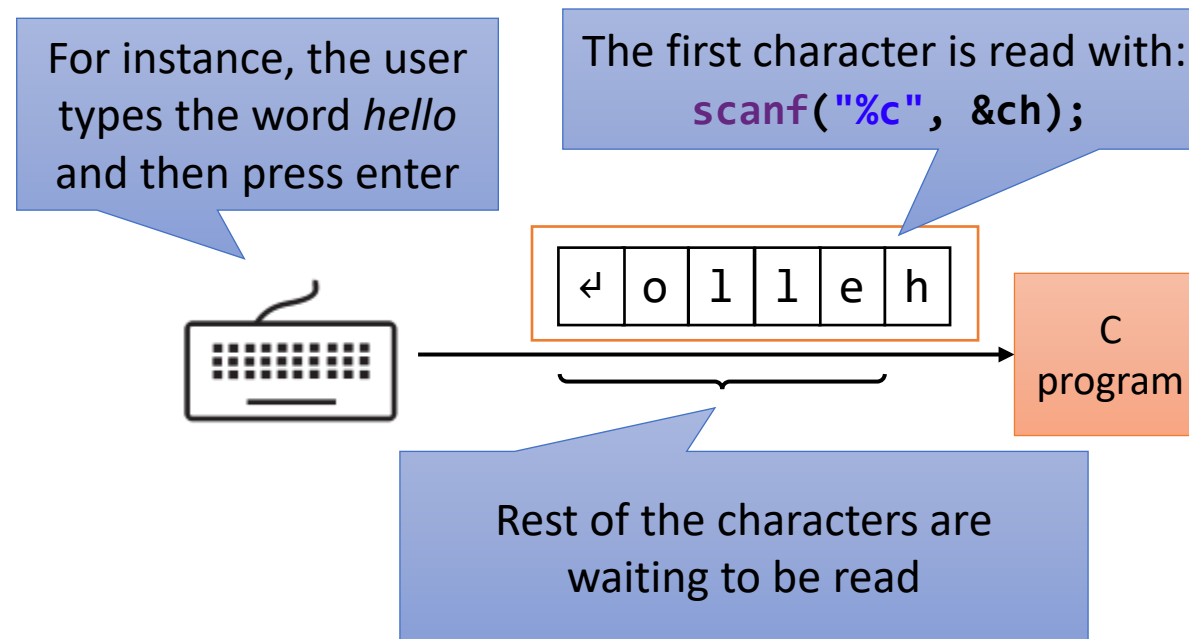 For instance, the user
types the word hello
and then press enter
The first character is read with:
scanf("%c", &ch);
↵ o l l e h
C
program
Rest of the characters are
waiting to be read